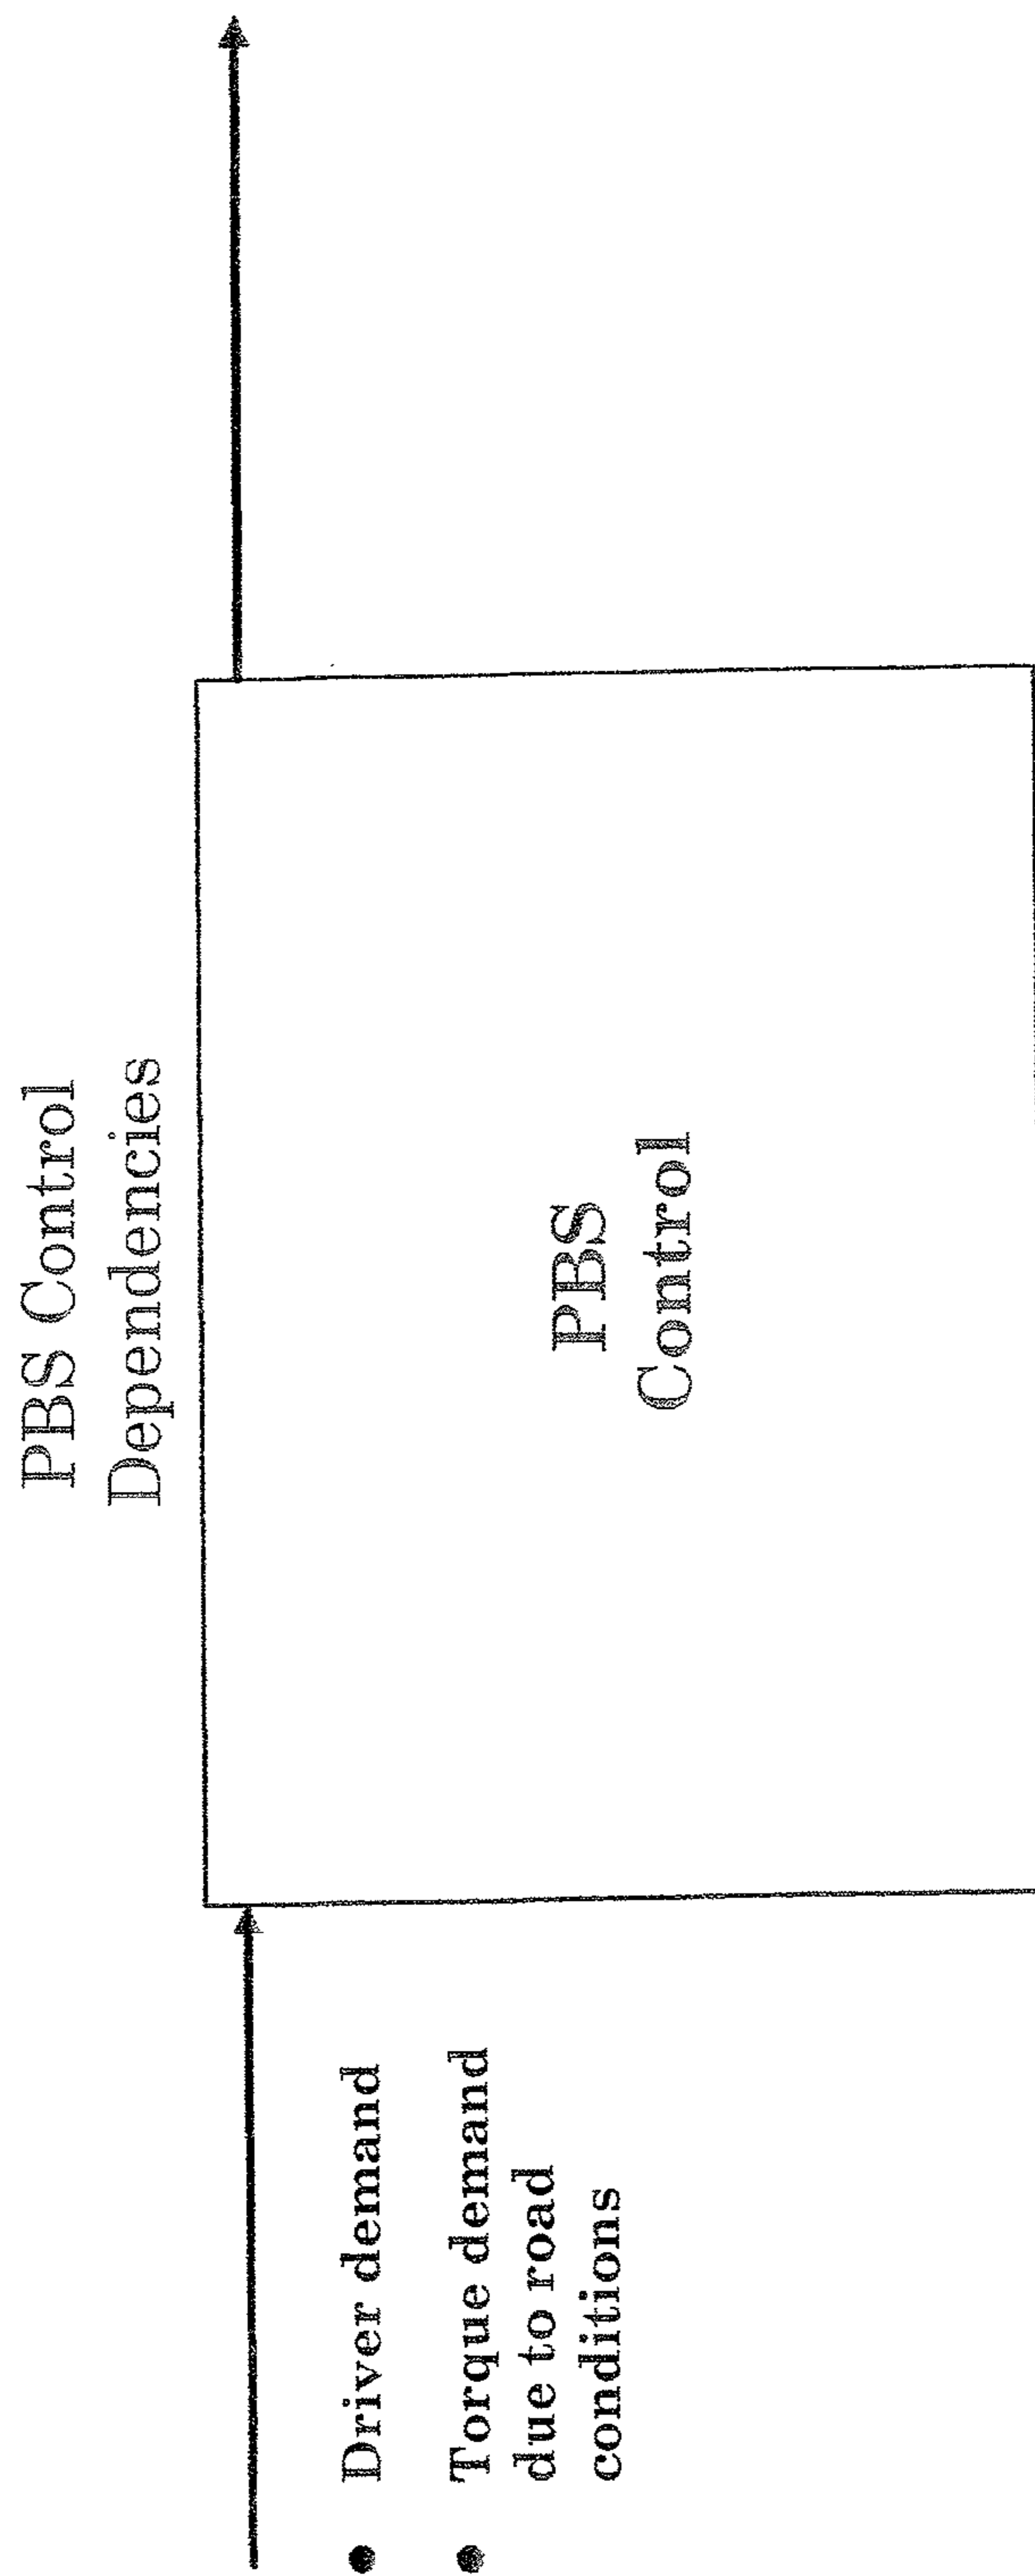 PBS Control
Dependencies
PBS
Control
• Driver demand
• Torque demand
due to road
conditions